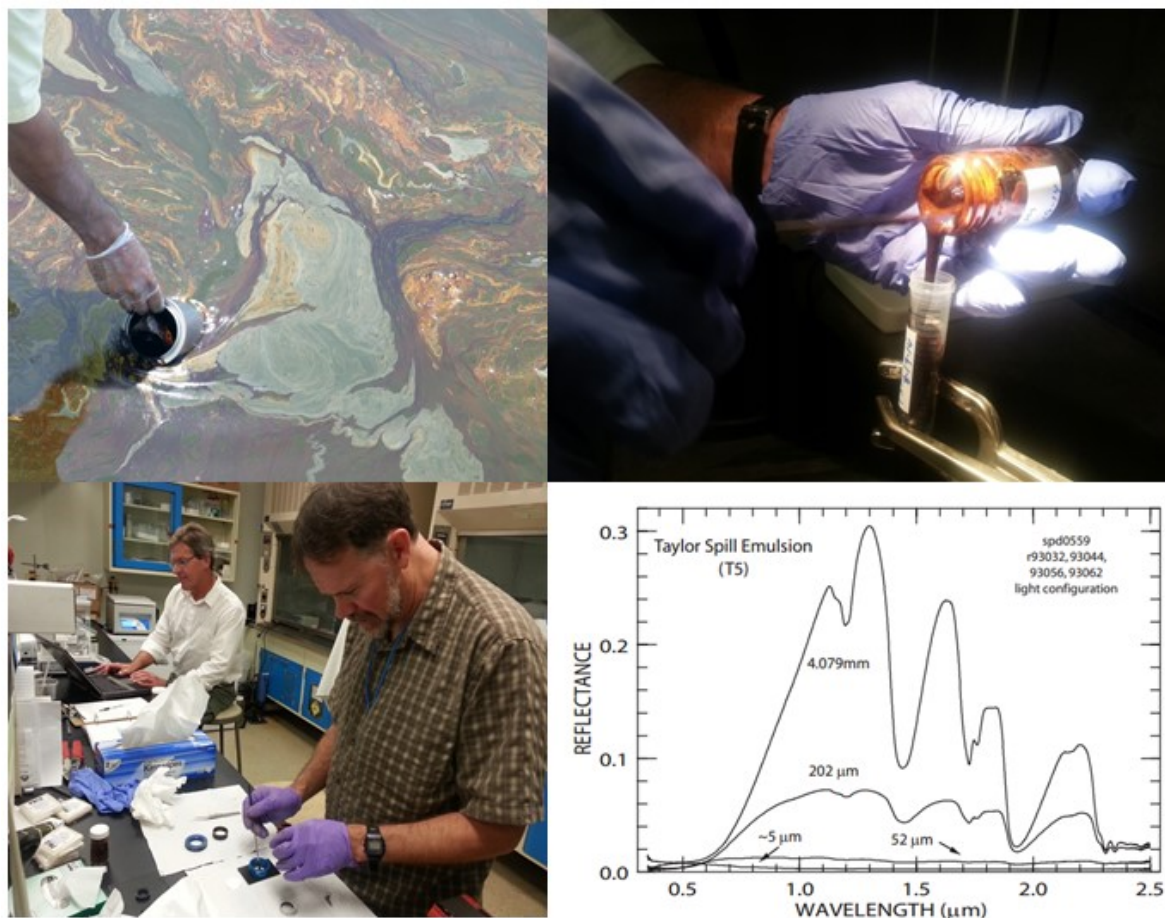 0.3
Taylor Spill Emulsion
(T5)
spd0559
r93032, 93044,
93056, 93062
light configuration
0.2
4.079mm
REFLECTANCE
0.1
202 μm
~5 μm
52 μm
0.0
0.5
1.0
1.5
2.0
2.5
WAVELENGTH (μm)